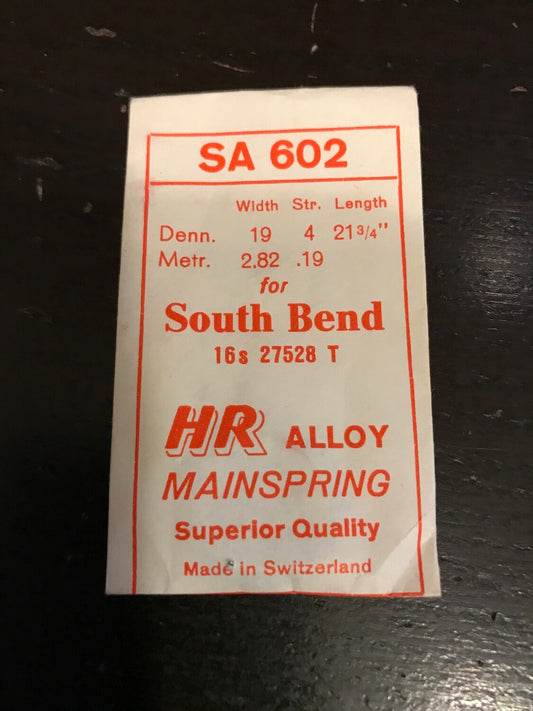 SA 602
Width Str. Length
Denn. 19 4 21 3/4"
Metr. 2.82 .19
for
South Bend
16s 27528 T
HR ALLOY
MAINSPRING
Superior Quality
Made in Switzerland